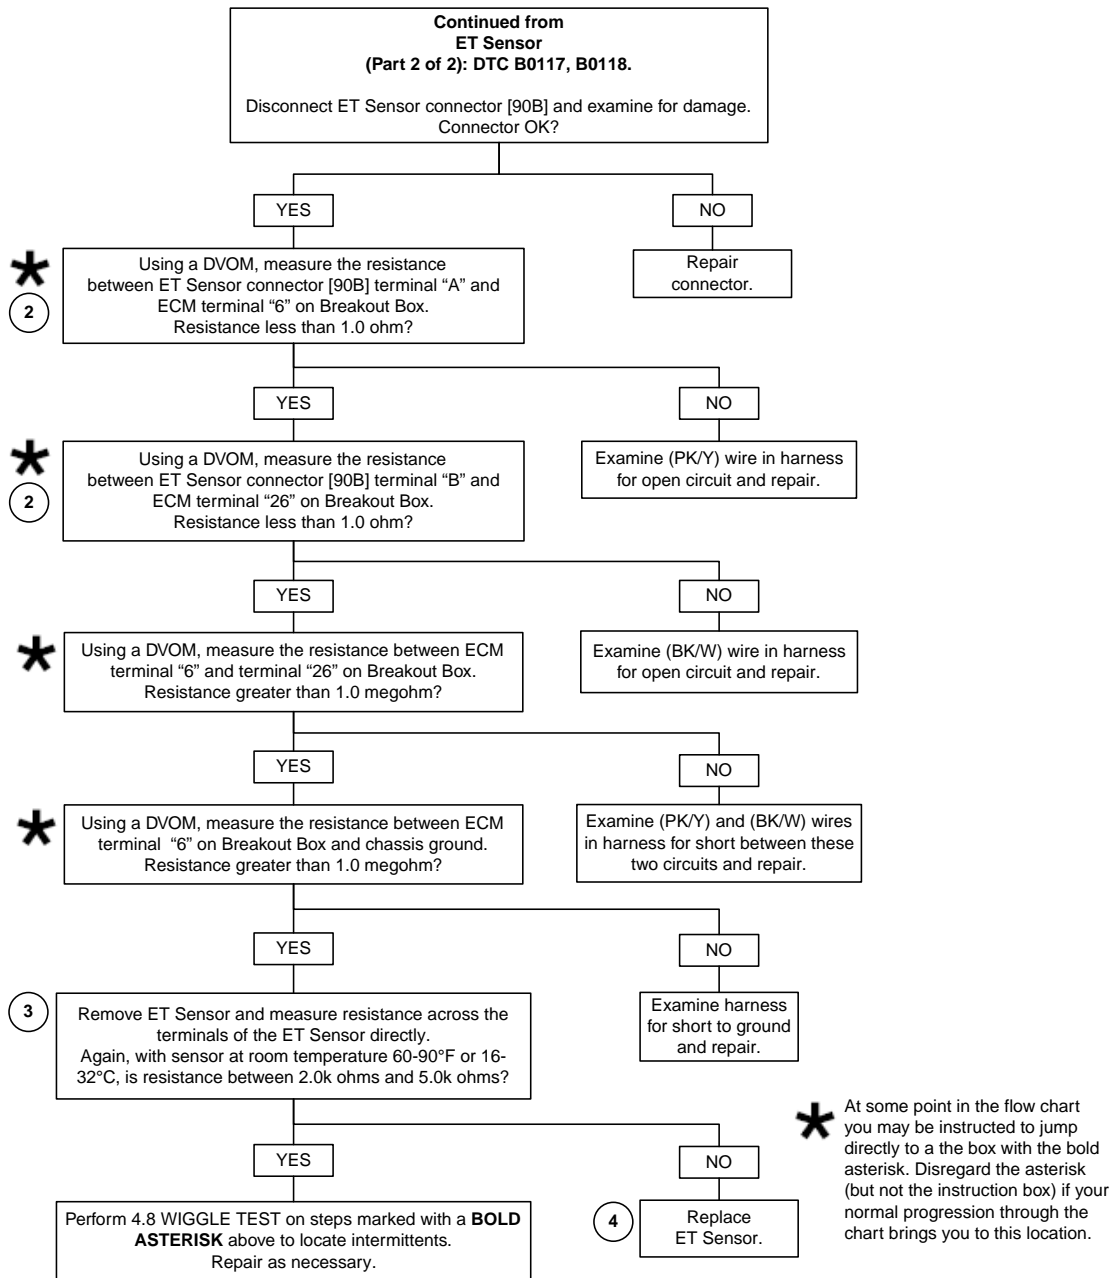 Continued from
ET Sensor
(Part 2 of 2): DTC B0117, B0118.
Disconnect ET Sensor connector [90B] and examine for damage.
Connector OK?
YES
NO
2
Using a DVOM, measure the resistance
between ET Sensor connector [90B] terminal “A” and
ECM terminal “6” on Breakout Box.
Resistance less than 1.0 ohm?
Repair
connector.
YES
NO
2
Using a DVOM, measure the resistance
between ET Sensor connector [90B] terminal “B” and
ECM terminal “26” on Breakout Box.
Resistance less than 1.0 ohm?
Examine (PK/Y) wire in harness
for open circuit and repair.
YES
NO
Using a DVOM, measure the resistance between ECM
terminal “6” and terminal “26” on Breakout Box.
Resistance greater than 1.0 megohm?
Examine (BK/W) wire in harness
for open circuit and repair.
YES
NO
Using a DVOM, measure the resistance between ECM
terminal “6” on Breakout Box and chassis ground.
Resistance greater than 1.0 megohm?
Examine (PK/Y) and (BK/W) wires
in harness for short between these
two circuits and repair.
YES
NO
3
Remove ET Sensor and measure resistance across the
terminals of the ET Sensor directly.
Again, with sensor at room temperature 60-90°F or 16-
32°C, is resistance between 2.0k ohms and 5.0k ohms?
Examine harness
for short to ground
and repair.
YES
NO
Perform 4.8 WIGGLE TEST on steps marked with a BOLD
ASTERISK above to locate intermittents.
Repair as necessary.
4
Replace
ET Sensor.
At some point in the flow chart
you may be instructed to jump
directly to a the box with the bold
asterisk. Disregard the asterisk
(but not the instruction box) if your
normal progression through the
chart brings you to this location.